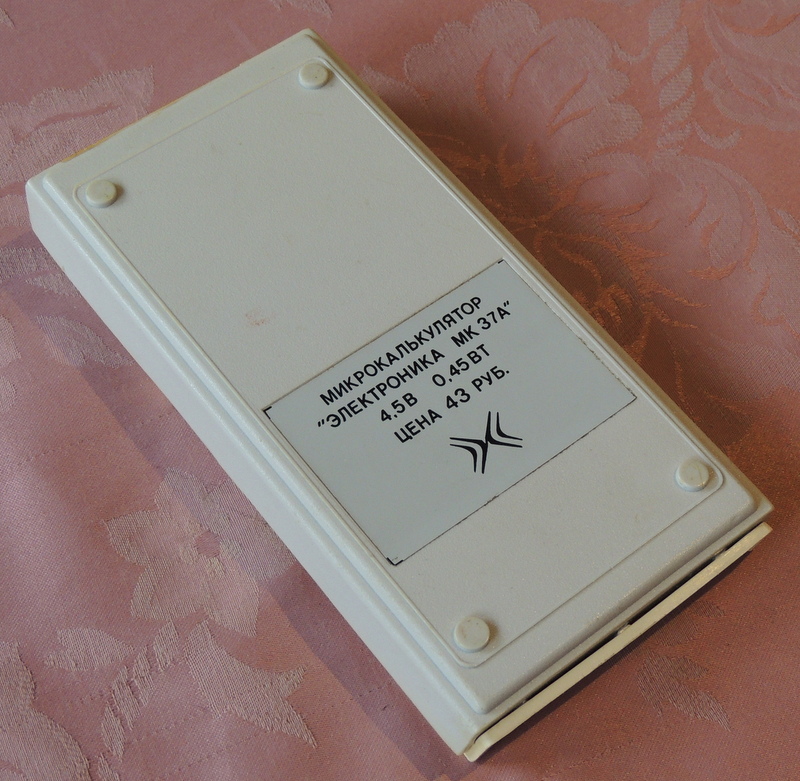 МИКРОКАЛЬКУЛЯТОР
"ЭЛЕКТРОНИКА МК 37А"
4,5В 0,45ВТ
ЦЕНА 43 РУБ.